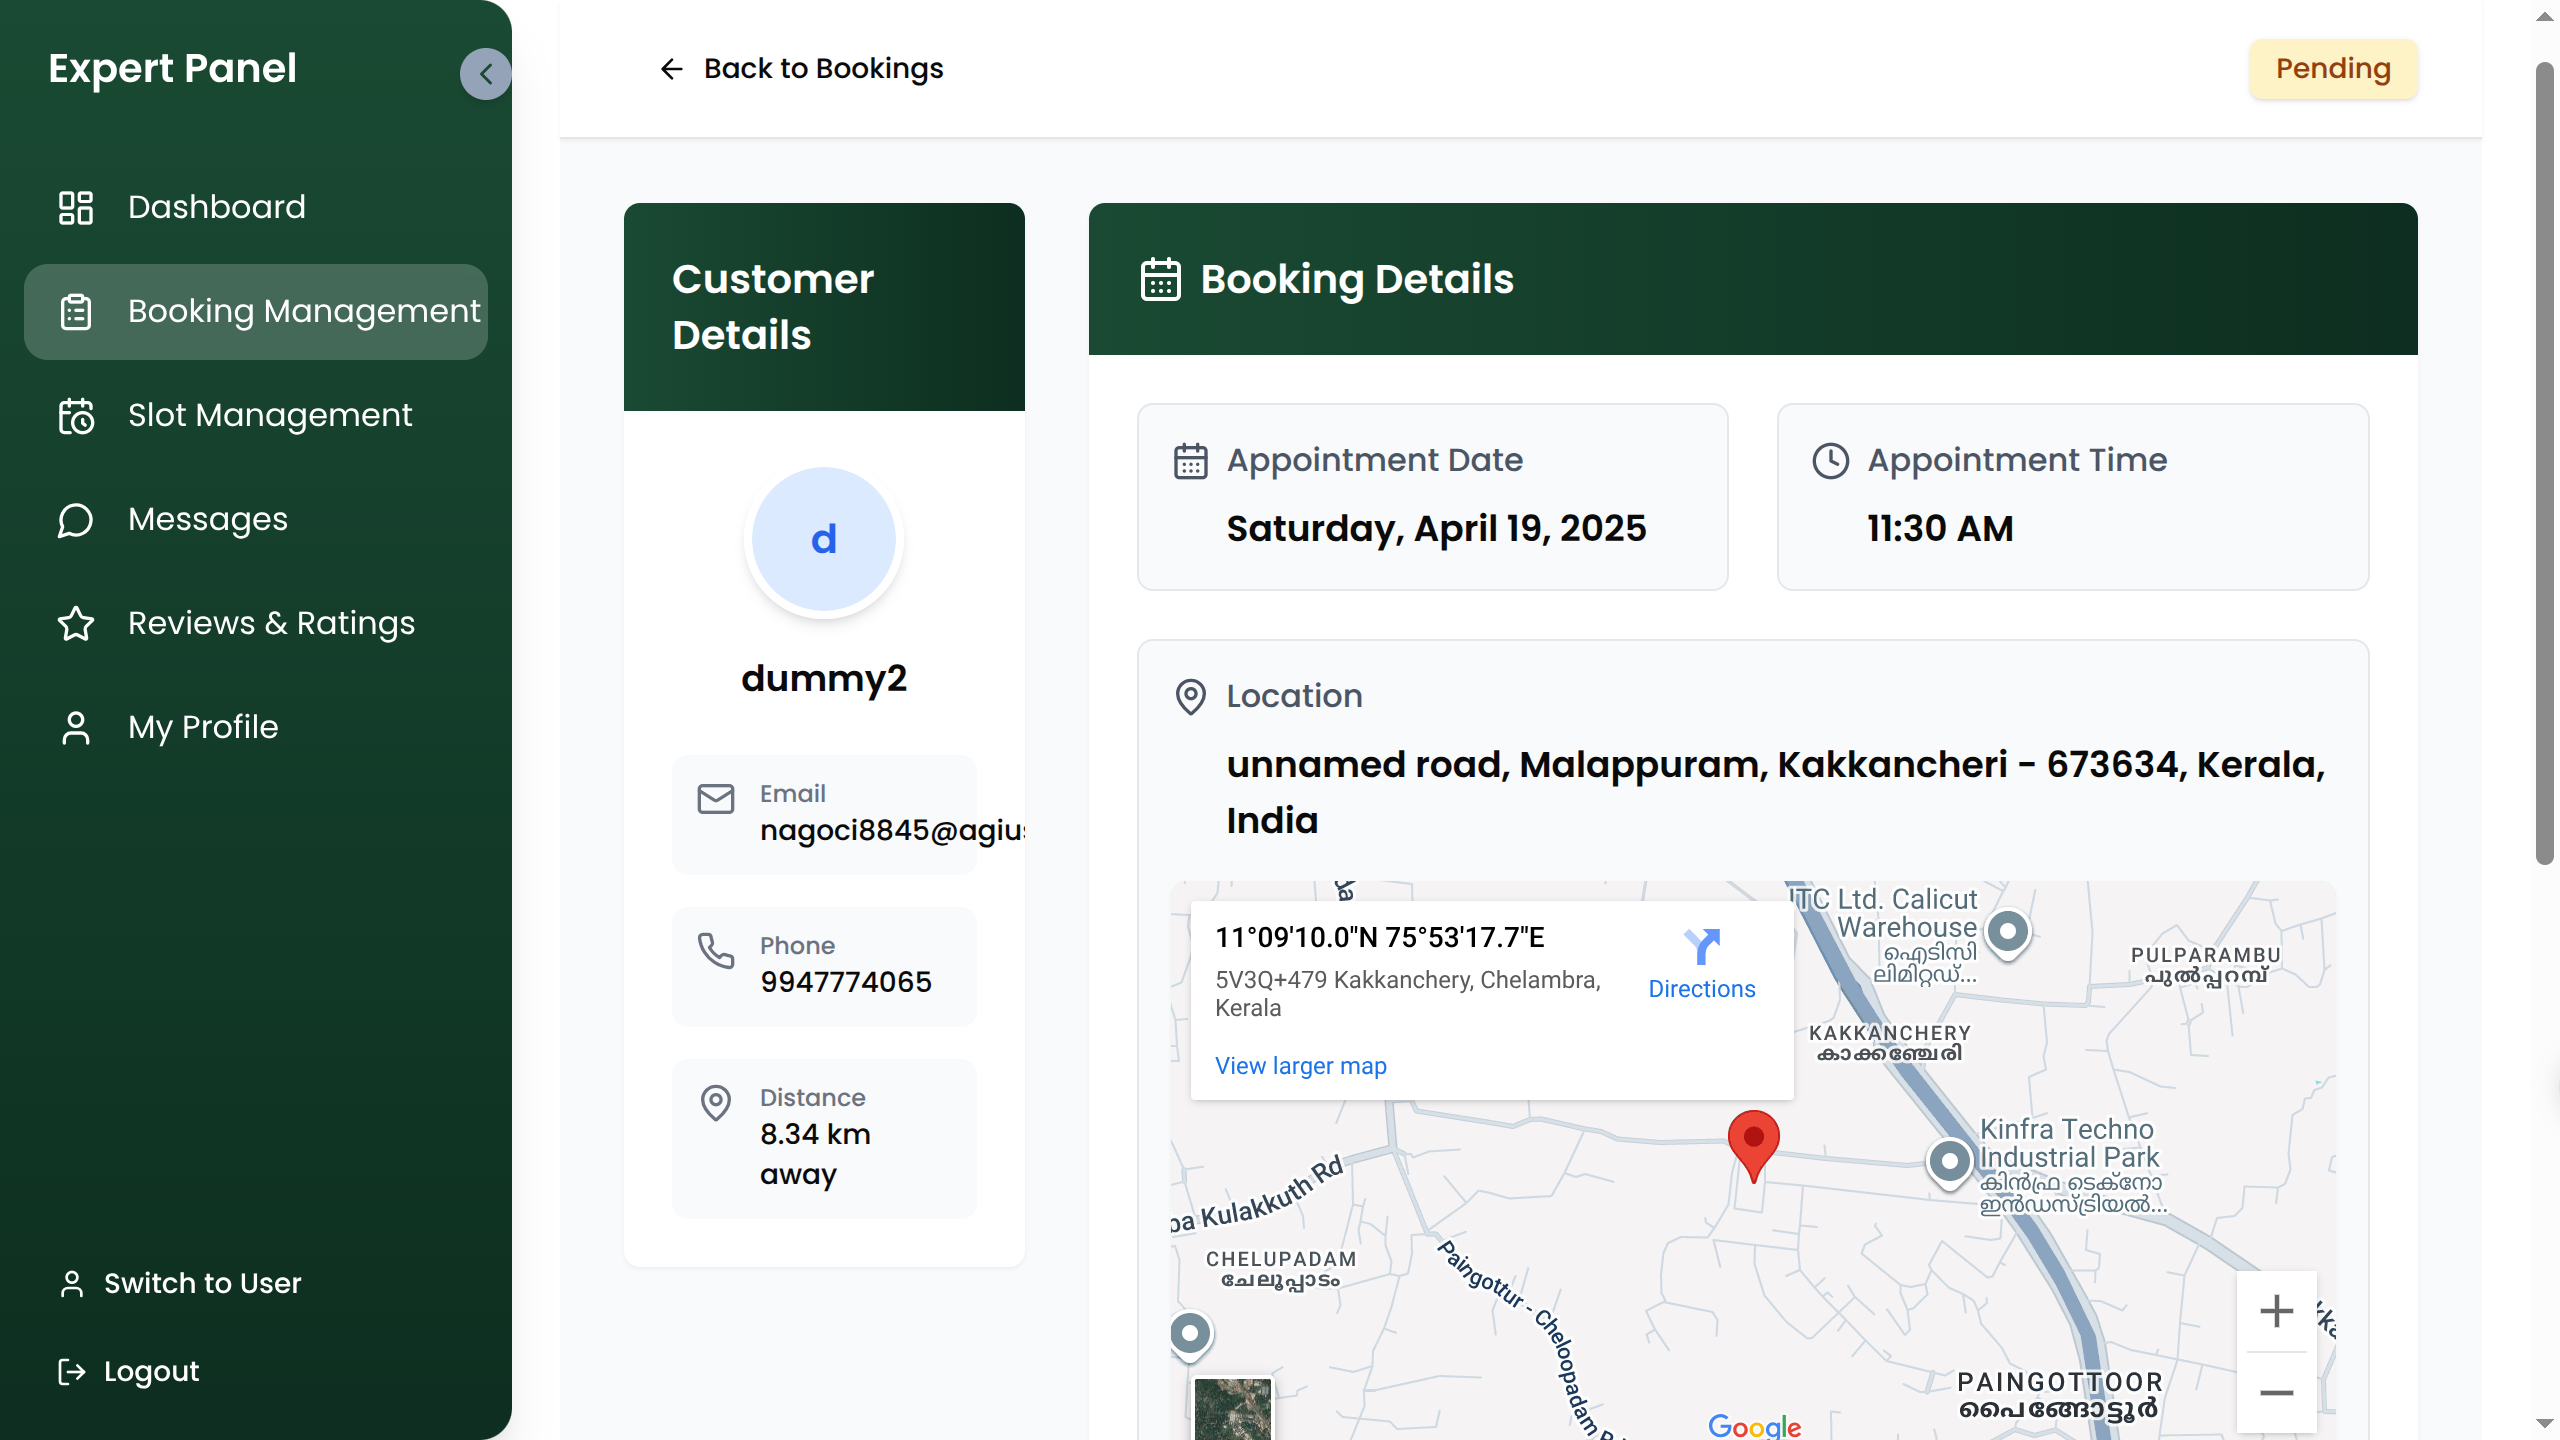 Expert Panel
Dashboard
Booking Management
Slot Management
Messages
Reviews & Ratings
My Profile
Switch to User
Logout
Back to Bookings
Pending
Customer
Details
d
dummy2
Email
nagoci8845@agius
Phone
9947774065
Distance
8.34 km
away
Booking Details
Appointment Date
Saturday, April 19, 2025
Appointment Time
11:30 AM
Location
unnamed road, Malappuram, Kakkancheri - 673634, Kerala,
India
11°09'10.0"N 75°53'17.7"E
5V3Q+479 Kakkanchery, Chelambra,
Kerala
Directions
View larger map
ITC Ltd. Calicut
Warehouse
ഐടിസി
ലിമിറ്റഡ്...
PULPARAMBU
പുൽപ്പറമ്പ്
KAKKANCHERY
കാക്കഞ്ചേരി
Kinfra Techno
Industrial Park
കിൻഫ്ര ടെക്നോ
ഇൻഡസ്ട്രിയൽ...
pa Kulakkuth Rd
CHELUPADAM
ചേലൂപ്പാടം
Paingottur - Cheloopadam
PAINGOTTOOR
പൈങ്ങോട്ടൂർ
Google